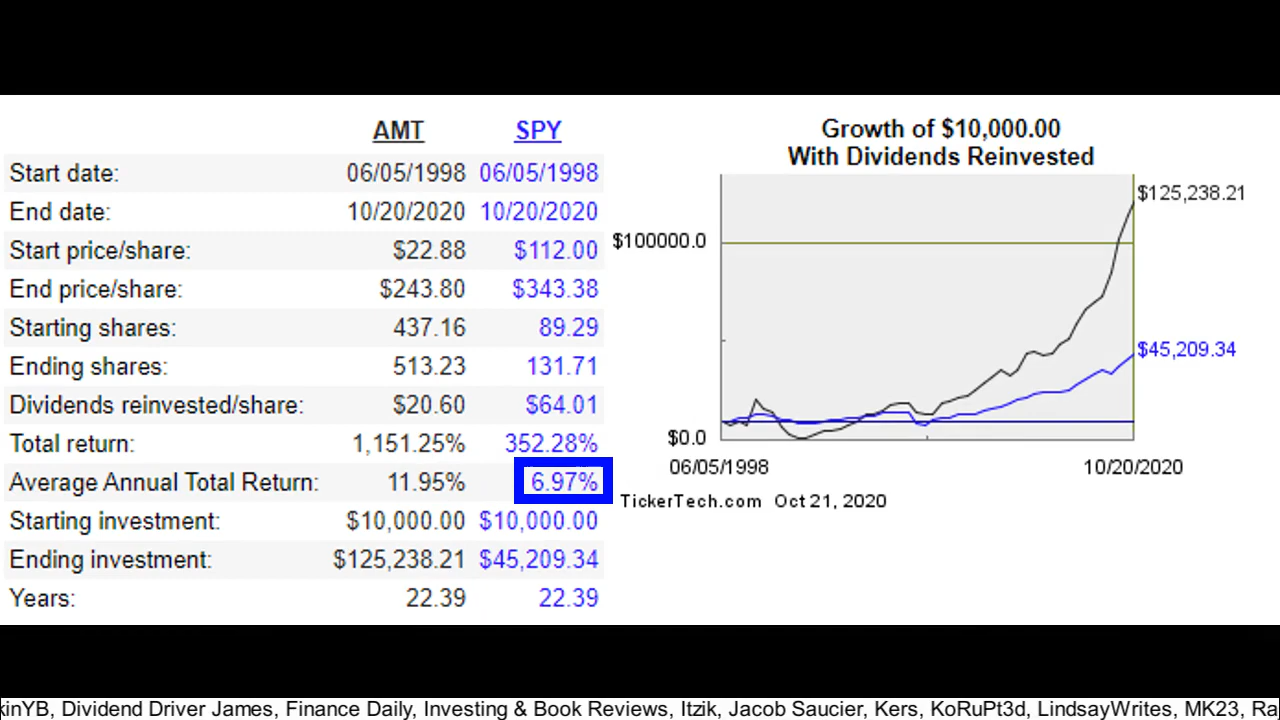 AMT SPY
Start date: 06/05/1998 06/05/1998
End date: 10/20/2020 10/20/2020
Start price/share: $22.88 $112.00
End price/share: $243.80 $343.38
Starting shares: 437.16 89.29
Ending shares: 513.23 131.71
Dividends reinvested/share: $20.60 $64.01
Total return: 1,151.25% 352.28%
Average Annual Total Return: 11.95% 6.97%
Starting investment: $10,000.00 $10,000.00
Ending investment: $125,238.21 $45,209.34
Years: 22.39 22.39
Growth of $10,000.00
With Dividends Reinvested
$125,238.21
$100000.0
$45,209.34
$0.0
06/05/1998 10/20/2020
TickerTech.com Oct 21, 2020
kinYB, Dividend Driver James, Finance Daily, Investing & Book Reviews, Itzik, Jacob Saucier, Kers, KoRuPt3d, LindsayWrites, MK23, Ra